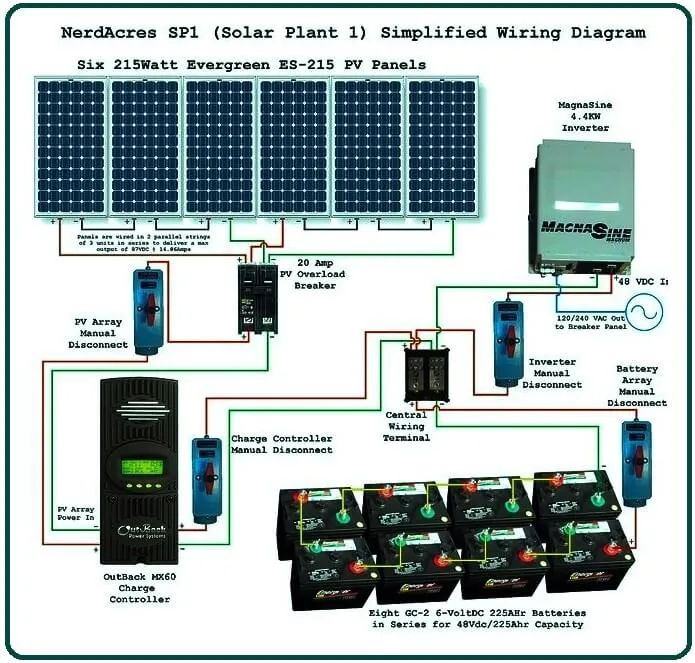 NerdAcres SP1 (Solar Plant 1) Simplified Wiring Diagram
Six 215Watt Evergreen ES-215 PV Panels
MagnaSine
4.4KW
Inverter
MAGNASINE
MAGNUM
+ - + - + - + - + - + -
Panels are wired in 2 parallel strings
of 3 units in series to deliver a max
output of 87VDC @ 14.86Amps
20 Amp
PV Overload
Breaker
- +
48 VDC In
120/240 VAC Out
to Breaker Panel
PV Array
Manual
Disconnect
+ -
Inverter
Manual
Disconnect
Battery
Array
Manual
Disconnect
+ -
Central
Wiring
Terminal
Charge Controller
Manual Disconnect
PV Array
Power In
- +
+ -
OutBack
Power Systems
OutBack MX60
Charge
Controller
-
+
Eight GC-2 6-VoltDC 225AHr Batteries
in Series for 48Vdc/225Ahr Capacity